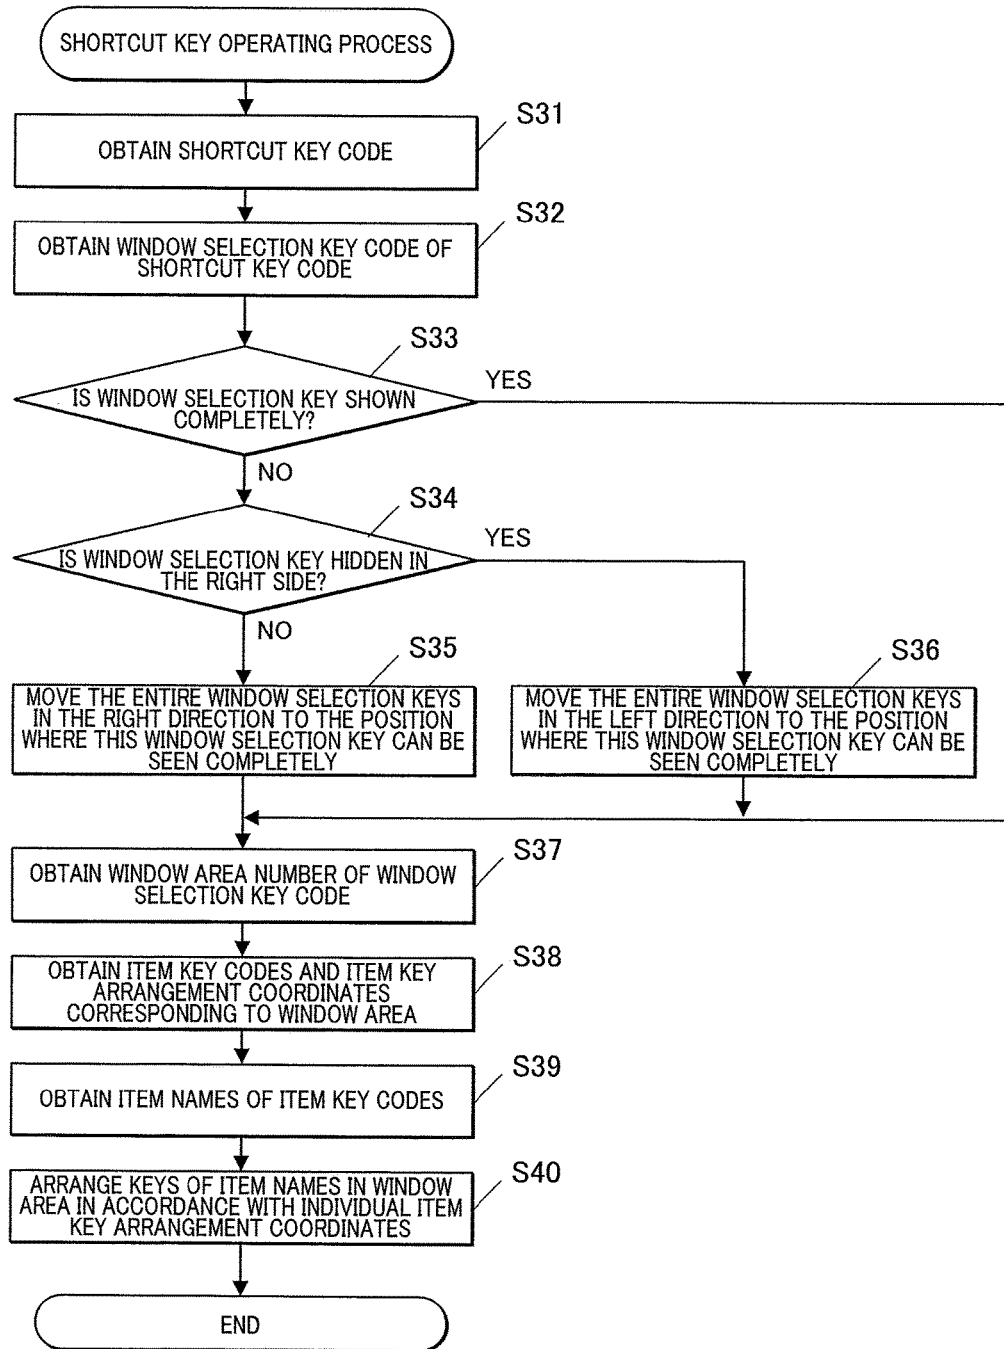 SHORTCUT KEY OPERATING PROCESS
S31
OBTAIN SHORTCUT KEY CODE
S32
OBTAIN WINDOW SELECTION KEY CODE OF
SHORTCUT KEY CODE
S33
IS WINDOW SELECTION KEY SHOWN
COMPLETELY?
YES
NO
S34
IS WINDOW SELECTION KEY HIDDEN IN
THE RIGHT SIDE?
YES
NO
S35
MOVE THE ENTIRE WINDOW SELECTION KEYS
IN THE RIGHT DIRECTION TO THE POSITION
WHERE THIS WINDOW SELECTION KEY CAN BE
SEEN COMPLETELY
S36
MOVE THE ENTIRE WINDOW SELECTION KEYS
IN THE LEFT DIRECTION TO THE POSITION
WHERE THIS WINDOW SELECTION KEY CAN BE
SEEN COMPLETELY
S37
OBTAIN WINDOW AREA NUMBER OF WINDOW
SELECTION KEY CODE
S38
OBTAIN ITEM KEY CODES AND ITEM KEY
ARRANGEMENT COORDINATES
CORRESPONDING TO WINDOW AREA
S39
OBTAIN ITEM NAMES OF ITEM KEY CODES
S40
ARRANGE KEYS OF ITEM NAMES IN WINDOW
AREA IN ACCORDANCE WITH INDIVIDUAL ITEM
KEY ARRANGEMENT COORDINATES
END